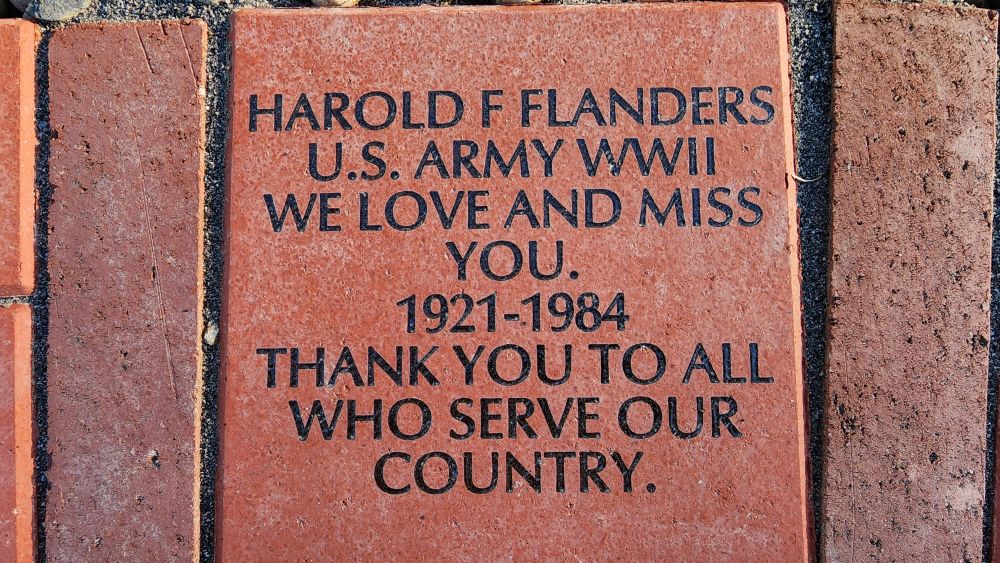 HAROLD F FLANDERS
U.S. ARMY WWII
WE LOVE AND MISS
YOU.
1921-1984
THANK YOU TO ALL
WHO SERVE OUR
COUNTRY.